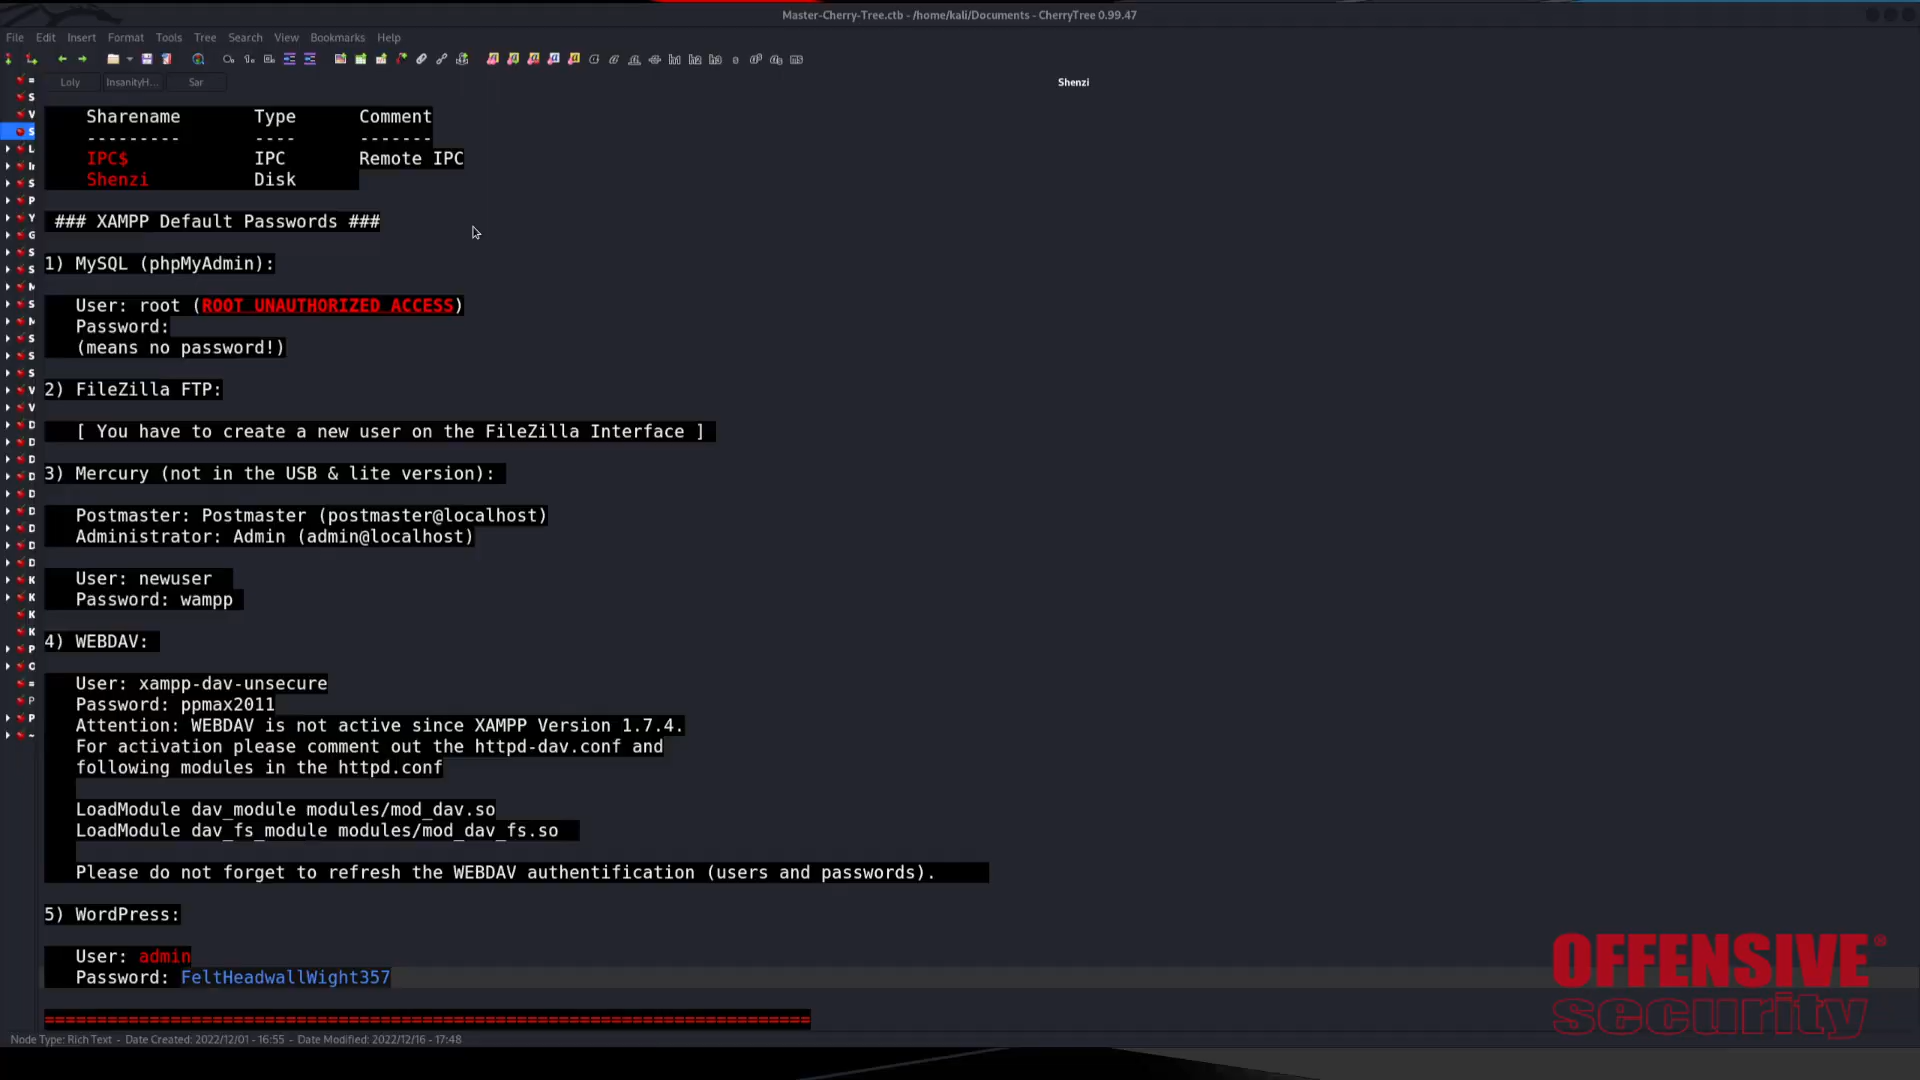 Master-Cherry-Tree.ctb - /home/kali/Documents - CherryTree 0.99.47
File Edit Insert Format Tools Tree Search View Bookmarks Help
Loly InsanityH... Sar Shenzi
Sharename Type Comment
--------- ---- -------
IPC$ IPC Remote IPC
Shenzi Disk
### XAMPP Default Passwords ###
1) MySQL (phpMyAdmin):
User: root (ROOT UNAUTHORIZED ACCESS)
Password:
(means no password!)
2) FileZilla FTP:
[ You have to create a new user on the FileZilla Interface ]
3) Mercury (not in the USB & lite version):
Postmaster: Postmaster (postmaster@localhost)
Administrator: Admin (admin@localhost)
User: newuser
Password: wampp
4) WEBDAV:
User: xampp-dav-unsecure
Password: ppmax2011
Attention: WEBDAV is not active since XAMPP Version 1.7.4.
For activation please comment out the httpd-dav.conf and
following modules in the httpd.conf
LoadModule dav_module modules/mod_dav.so
LoadModule dav_fs_module modules/mod_dav_fs.so
Please do not forget to refresh the WEBDAV authentification (users and passwords).
5) WordPress:
User: admin
Password: FeltHeadwallWight357
=========================================================================
OFFENSIVE®
security
Node Type: Rich Text - Date Created: 2022/12/01 - 16:55 - Date Modified: 2022/12/16 - 17:48